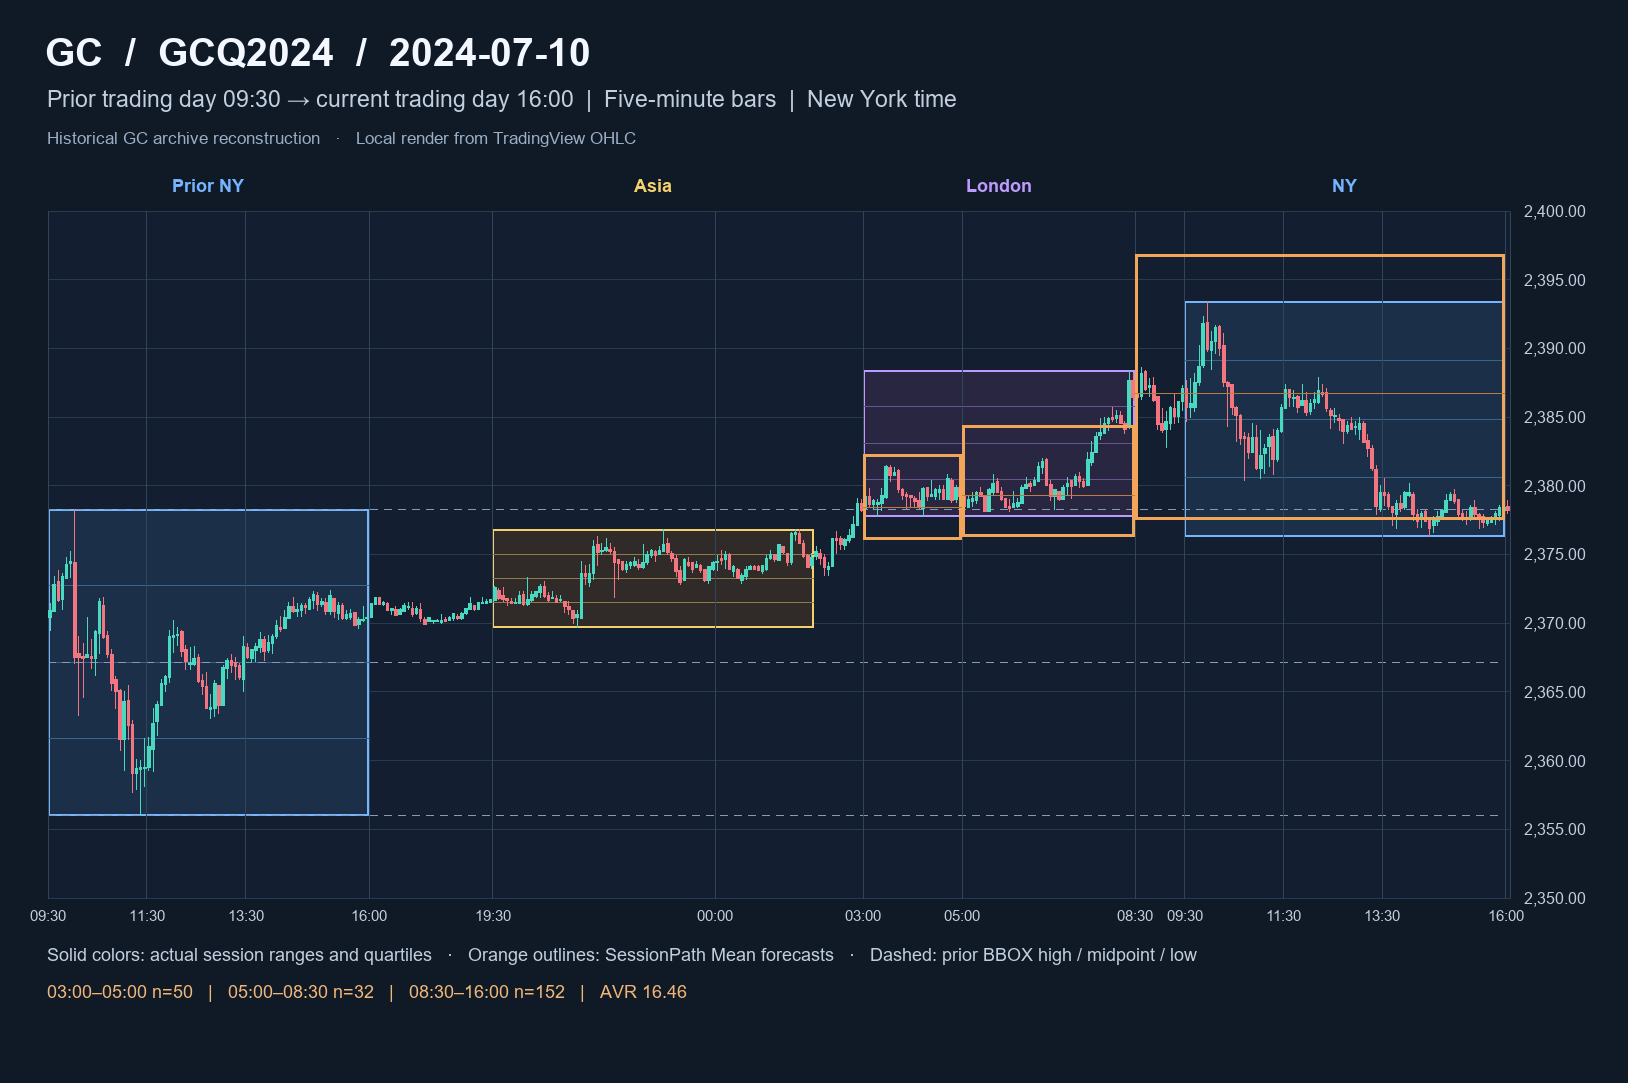 GC / GCQ2024 / 2024-07-10
Prior trading day 09:30 → current trading day 16:00 | Five-minute bars | New York time
Historical GC archive reconstruction · Local render from TradingView OHLC
Prior NY Asia London NY
2,400.00
2,395.00
2,390.00
2,385.00
2,380.00
2,375.00
2,370.00
2,365.00
2,360.00
2,355.00
2,350.00
09:30 11:30 13:30 16:00 19:30 00:00 03:00 05:00 08:30 09:30 11:30 13:30 16:00
Solid colors: actual session ranges and quartiles · Orange outlines: SessionPath Mean forecasts · Dashed: prior BBOX high / midpoint / low
03:00–05:00 n=50 | 05:00–08:30 n=32 | 08:30–16:00 n=152 | AVR 16.46